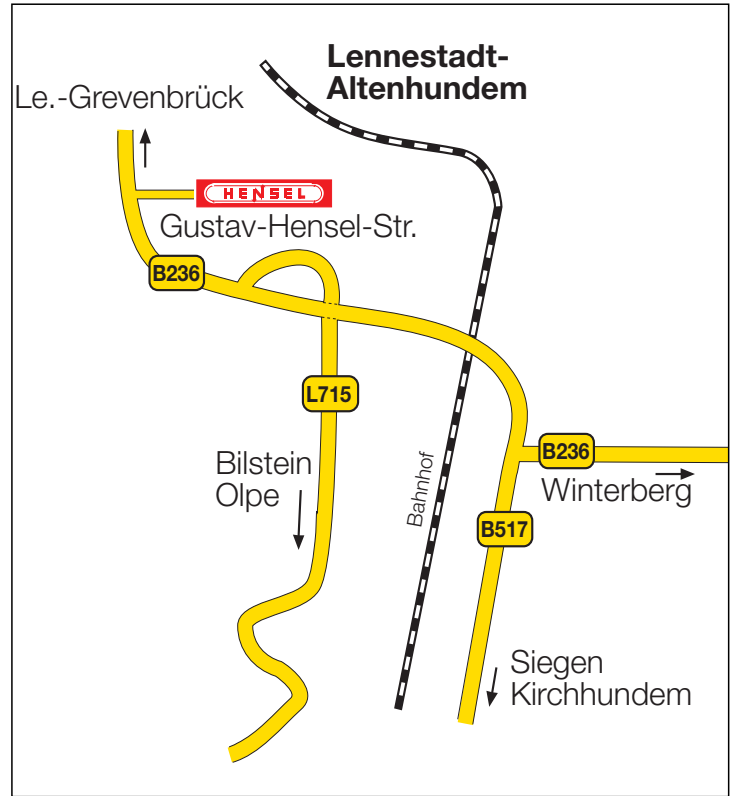 Lennestadt-
Altenhundem
Le.-Grevenbrück
HENSEL
Gustav-Hensel-Str.
B236
L715
Bilstein
Olpe
Bahnhof
B236
Winterberg
B517
Siegen
Kirchhundem